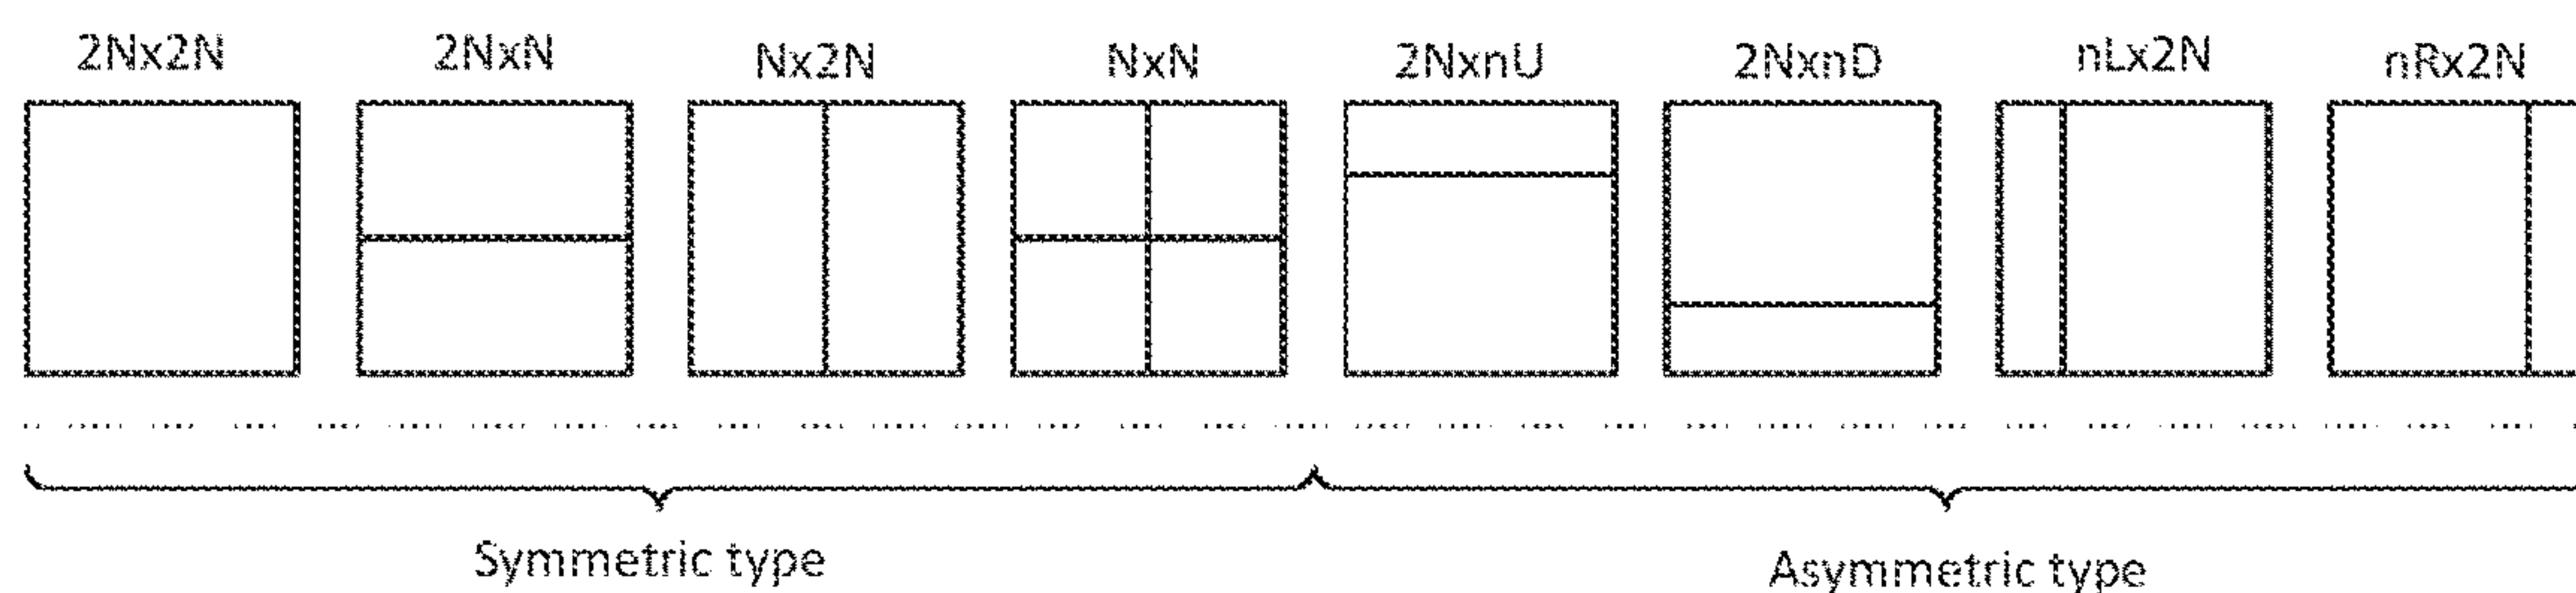 2Nx2N 2NxN Nx2N NxN 2NxnU 2NxnD nLx2N nRx2N
Symmetric type Asymmetric type